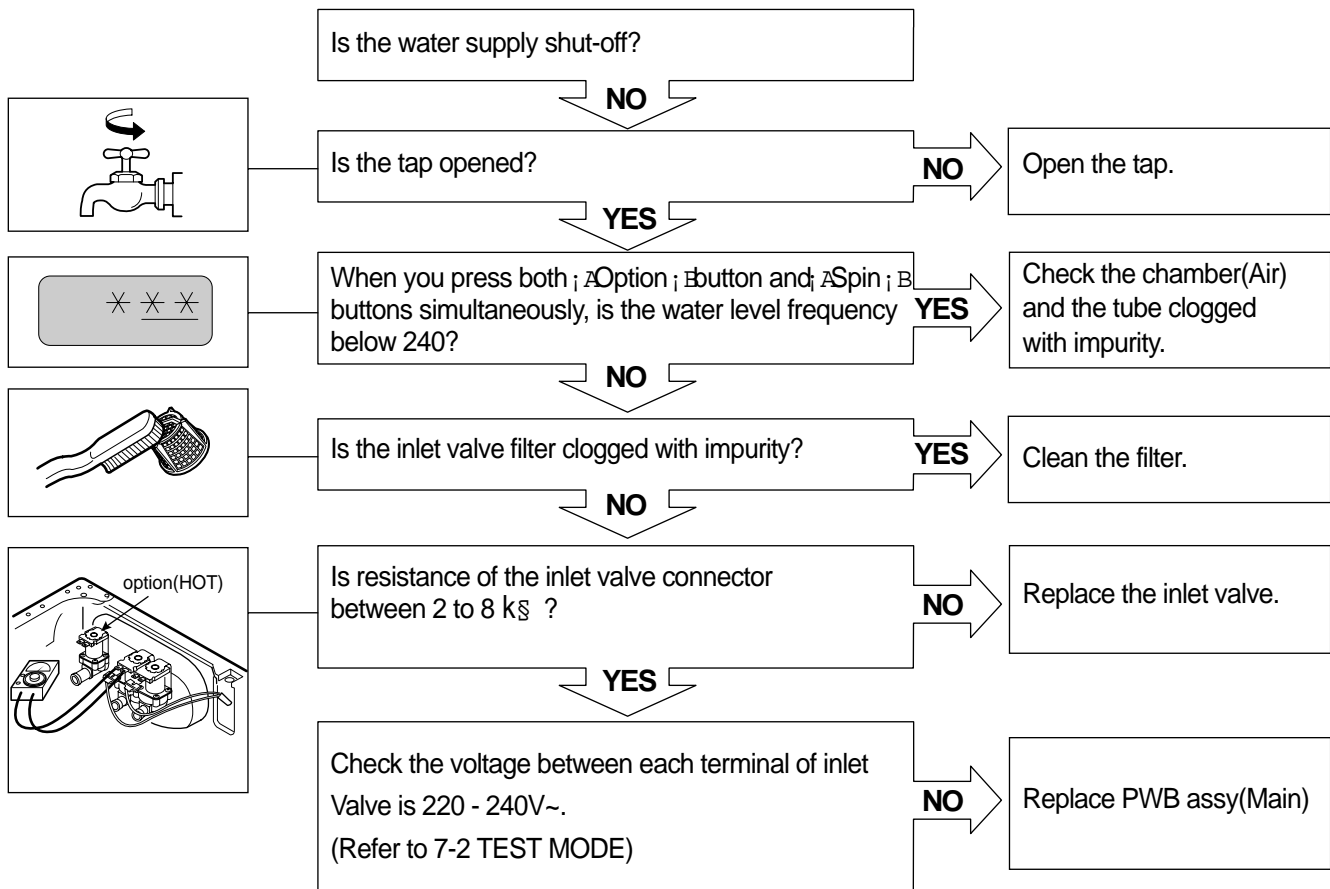 Is the water supply shut-off?
NO
Is the tap opened?
NO
Open the tap.
YES
When you press both ¡AOption¡Bbutton and¡ASpin¡B
buttons simultaneously, is the water level frequency
below 240?
YES
Check the chamber(Air)
and the tube clogged
with impurity.
NO
Is the inlet valve filter clogged with impurity?
YES
Clean the filter.
NO
option(HOT)
Is resistance of the inlet valve connector
between 2 to 8 k§ ?
NO
Replace the inlet valve.
YES
Check the voltage between each terminal of inlet
Valve is 220 - 240V~.
(Refer to 7-2 TEST MODE)
NO
Replace PWB assy(Main)